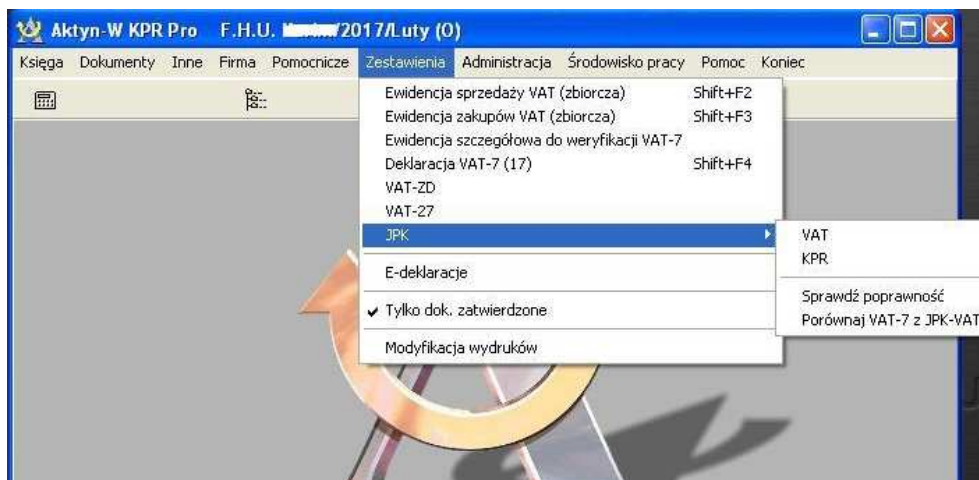 Aktyn-W KPR Pro F.H.U. /2017/Luty (O)
Księga Dokumenty Inne Firma Pomocnicze Zestawienia Administracja Środowisko pracy Pomoc Koniec
Ewidencja sprzedaży VAT (zbiorcza) Shift+F2
Ewidencja zakupów VAT (zbiorcza) Shift+F3
Ewidencja szczegółowa do weryfikacji VAT-7
Deklaracja VAT-7 (17) Shift+F4
VAT-ZD
VAT-27
JPK
VAT
KPR
Sprawdź poprawność
Porównaj VAT-7 z JPK-VAT
E-deklaracje
Tylko dok. zatwierdzone
Modyfikacja wydruków